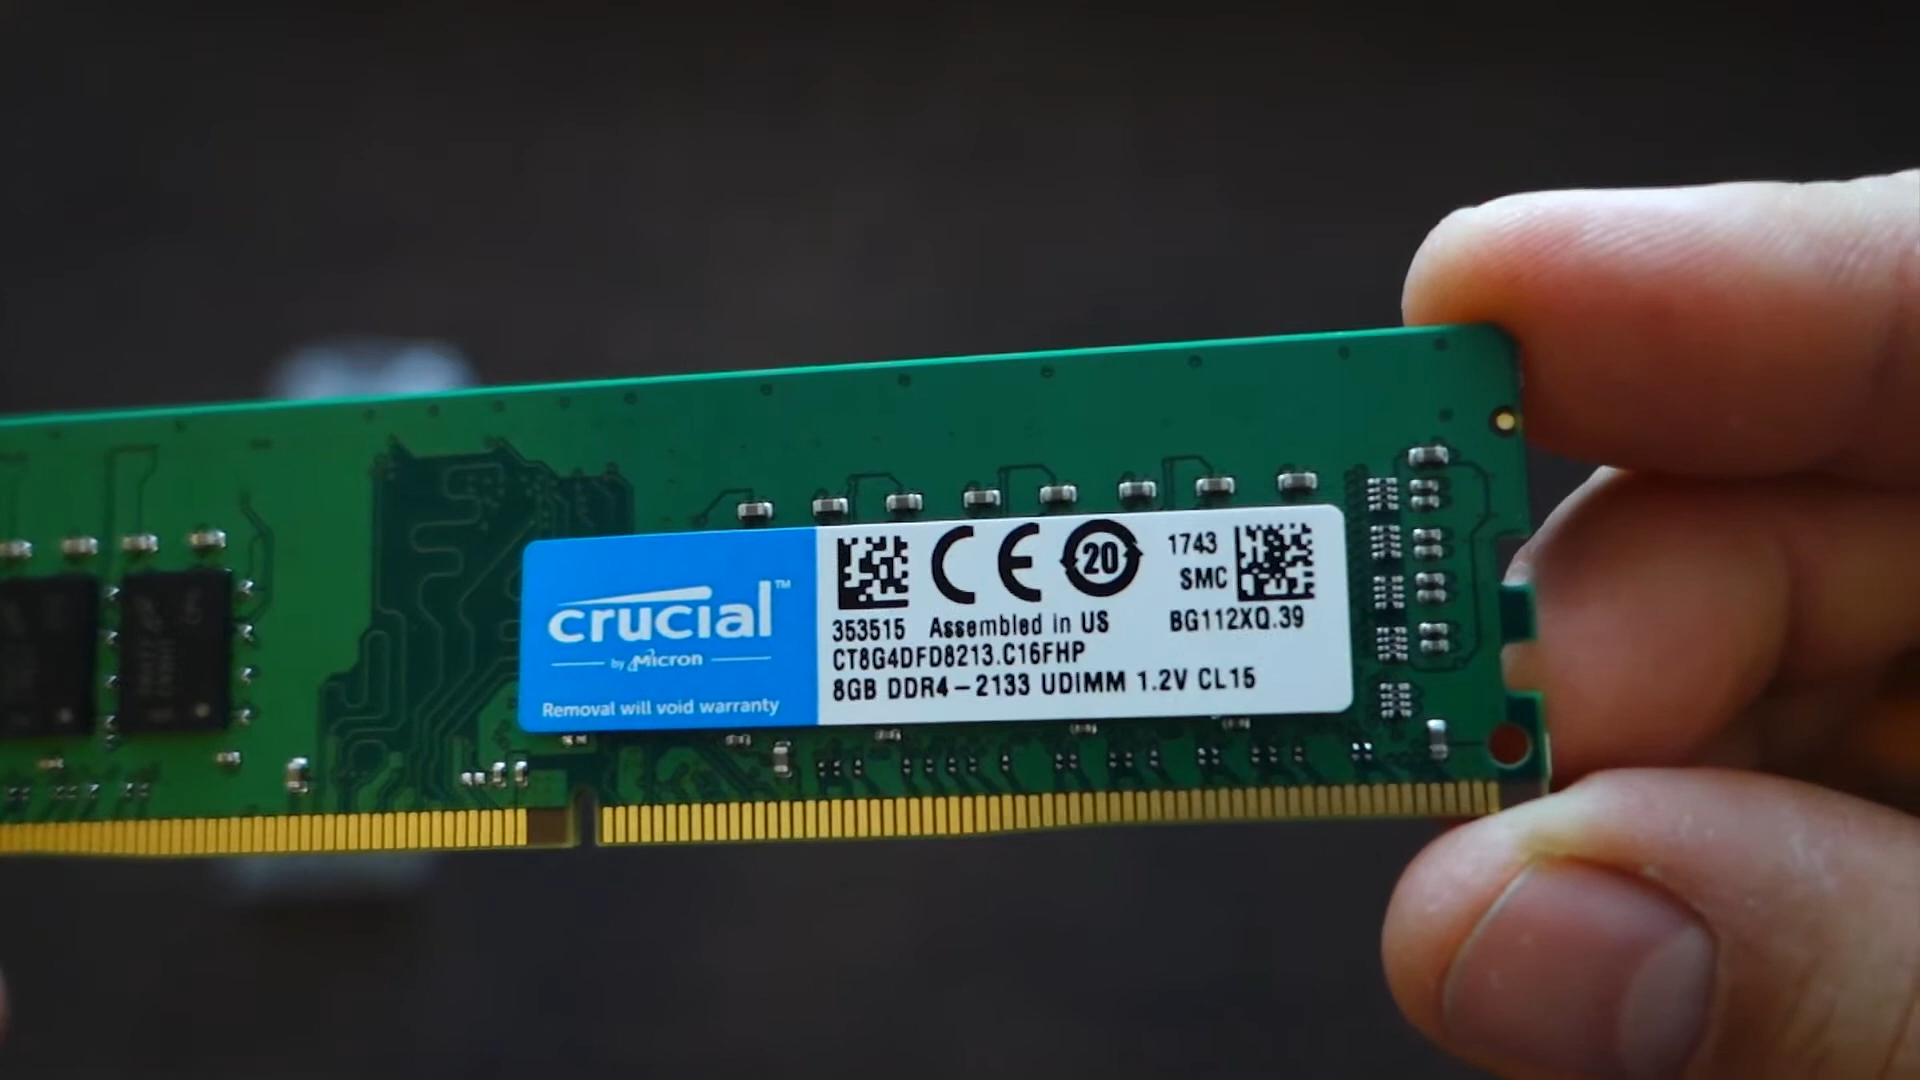 crucial™
by Micron
Removal will void warranty
CE 20 1743
SMC
353515 Assembled in US BG112XQ.39
CT8G4DFD8213.C16FHP
8GB DDR4-2133 UDIMM 1.2V CL15